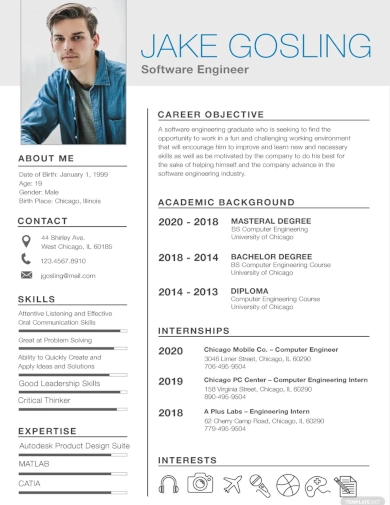 JAKE GOSLING
Software Engineer
ABOUT ME
Date of Birth: January 1, 1999
Age: 19
Gender: Male
Birth Place: Chicago, Illinois
CONTACT
44 Shirley Ave.
West Chicago, IL 60185
123.4567.8910
jgosling@mail.com
SKILLS
Attentive Listening and Effective
Oral Communication Skills
Great at Problem Solving
Ability to Quickly Create and
Apply Ideas and Solutions
Good Leadership Skills
Critical Thinker
EXPERTISE
Autodesk Product Design Suite
MATLAB
CATIA
CAREER OBJECTIVE
A software engineering graduate who is seeking to find the
opportunity to work in a fun and challenging working environment
that will encourage him to improve and learn new and necessary
skills as well as be motivated by the company to do his best for
the sake of helping himself and the company advance in the
software engineering industry.
ACADEMIC BACKGROUND
2020 - 2018 MASTERAL DEGREE
BS Computer Engineering
University of Chicago
2018 - 2014 BACHELOR DEGREE
BS Computer Engineering Course
University of Chicago
2014 - 2013 DIPLOMA
Computer Engineering Course
University of Chicago
INTERNSHIPS
2020 Chicago Mobile Co. – Computer Engineer
3046 Limer Street, Chicago, IL 60290
706-495-9504
2019 Chicago PC Center – Computer Engineering Intern
158 Virginia Street, Chicago, IL 60290
890-495-9504
2018 A Plus Labs – Engineering Intern
62 Cherry Camp Road, Chicago, IL 60290
779-495-9504
INTERESTS
TEMPLATE.NET